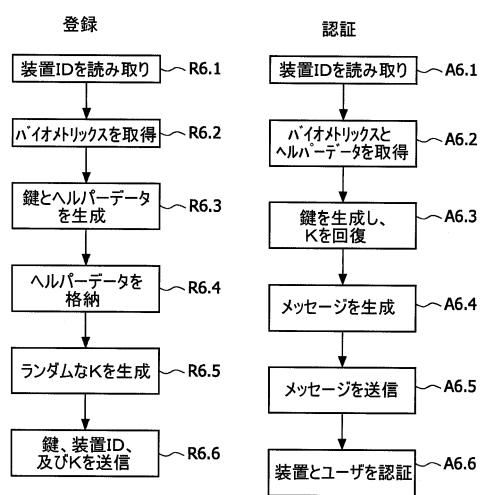 登録
装置IDを読み取り
R6.1
バイオメトリックスを取得
R6.2
鍵とヘルパーデータ
を生成
R6.3
ヘルパーデータを
格納
R6.4
ランダムなKを生成
R6.5
鍵、装置ID、
及びKを送信
R6.6
認証
装置IDを読み取り
A6.1
バイオメトリックスと
ヘルパーデータを取得
A6.2
鍵を生成し、
Kを回復
A6.3
メッセージを生成
A6.4
メッセージを送信
A6.5
装置とユーザを認証
A6.6